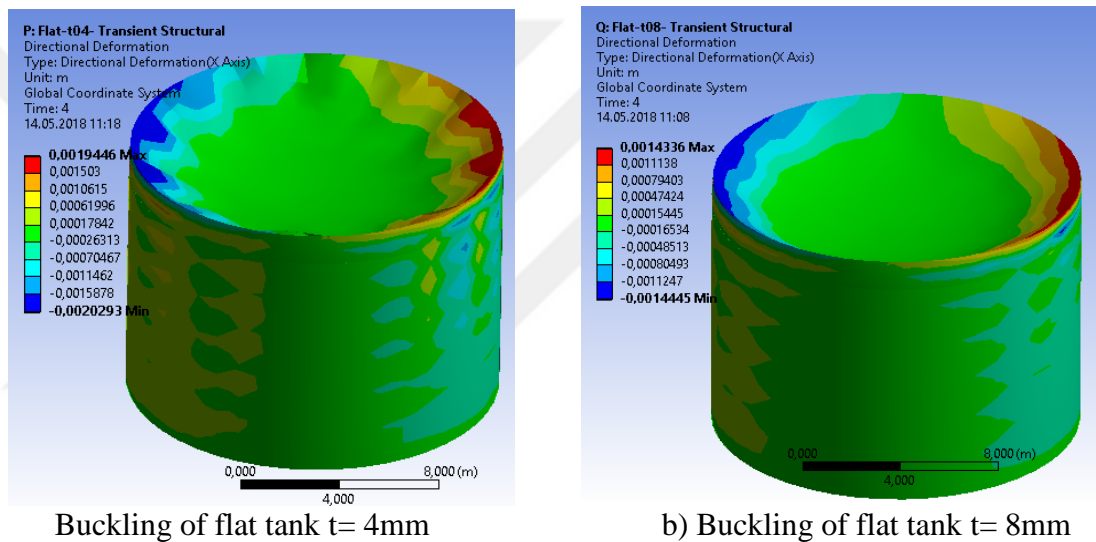 P: Flat-t04- Transient Structural
Directional Deformation
Type: Directional Deformation(X Axis)
Unit: m
Global Coordinate System
Time: 4
14.05.2018 11:18
0,0019446 Max
0,001503
0,0010615
0,00061996
0,00017842
-0,00026313
-0,00070467
-0,0011462
-0,0015878
-0,0020293 Min
0,000
8,000 (m)
4,000
Buckling of flat tank t= 4mm
Q: Flat-t08- Transient Structural
Directional Deformation
Type: Directional Deformation(X Axis)
Unit: m
Global Coordinate System
Time: 4
14.05.2018 11:08
0,0014336 Max
0,0011138
0,00079403
0,00047424
0,00015445
-0,00016534
-0,00048513
-0,00080493
-0,0011247
-0,0014445 Min
0,000
8,000 (m)
4,000
b) Buckling of flat tank t= 8mm